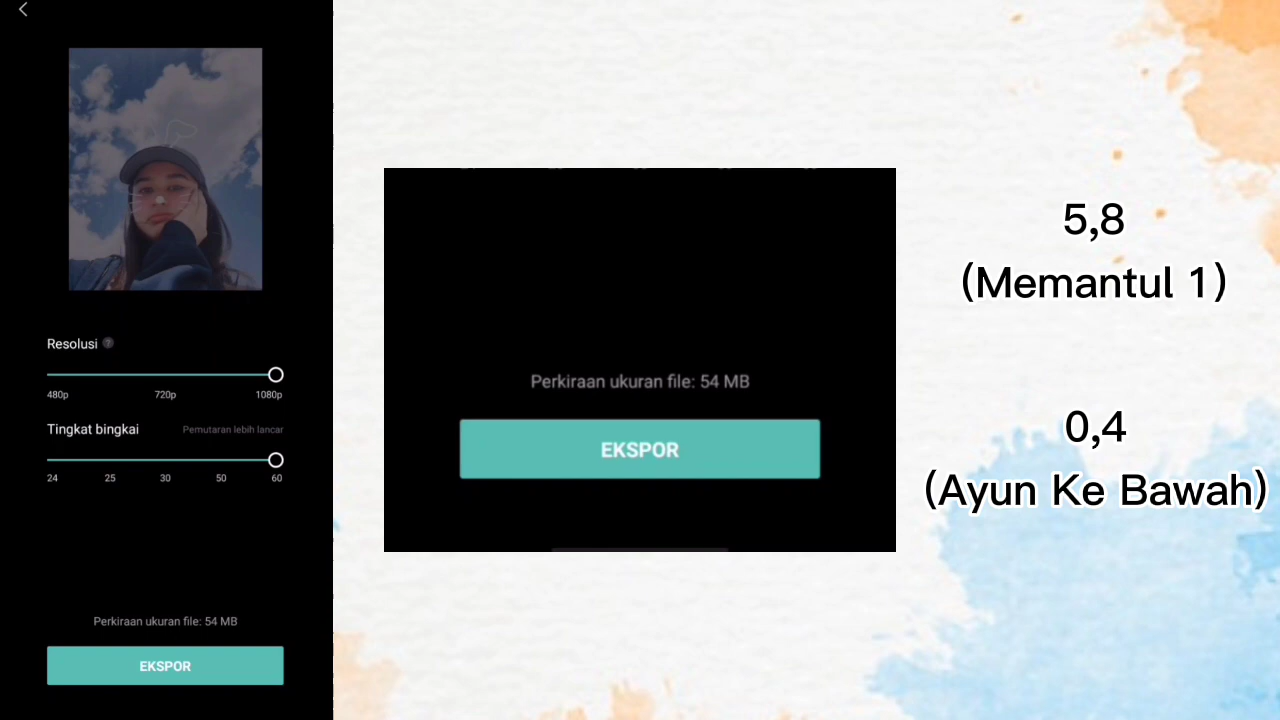 Resolusi ?
480p 720p 1080p
Tingkat bingkai Pemutaran lebih lancar
24 25 30 50 60
Perkiraan ukuran file: 54 MB
EKSPOR
Perkiraan ukuran file: 54 MB
EKSPOR
5,8
(Memantul 1)
0,4
(Ayun Ke Bawah)